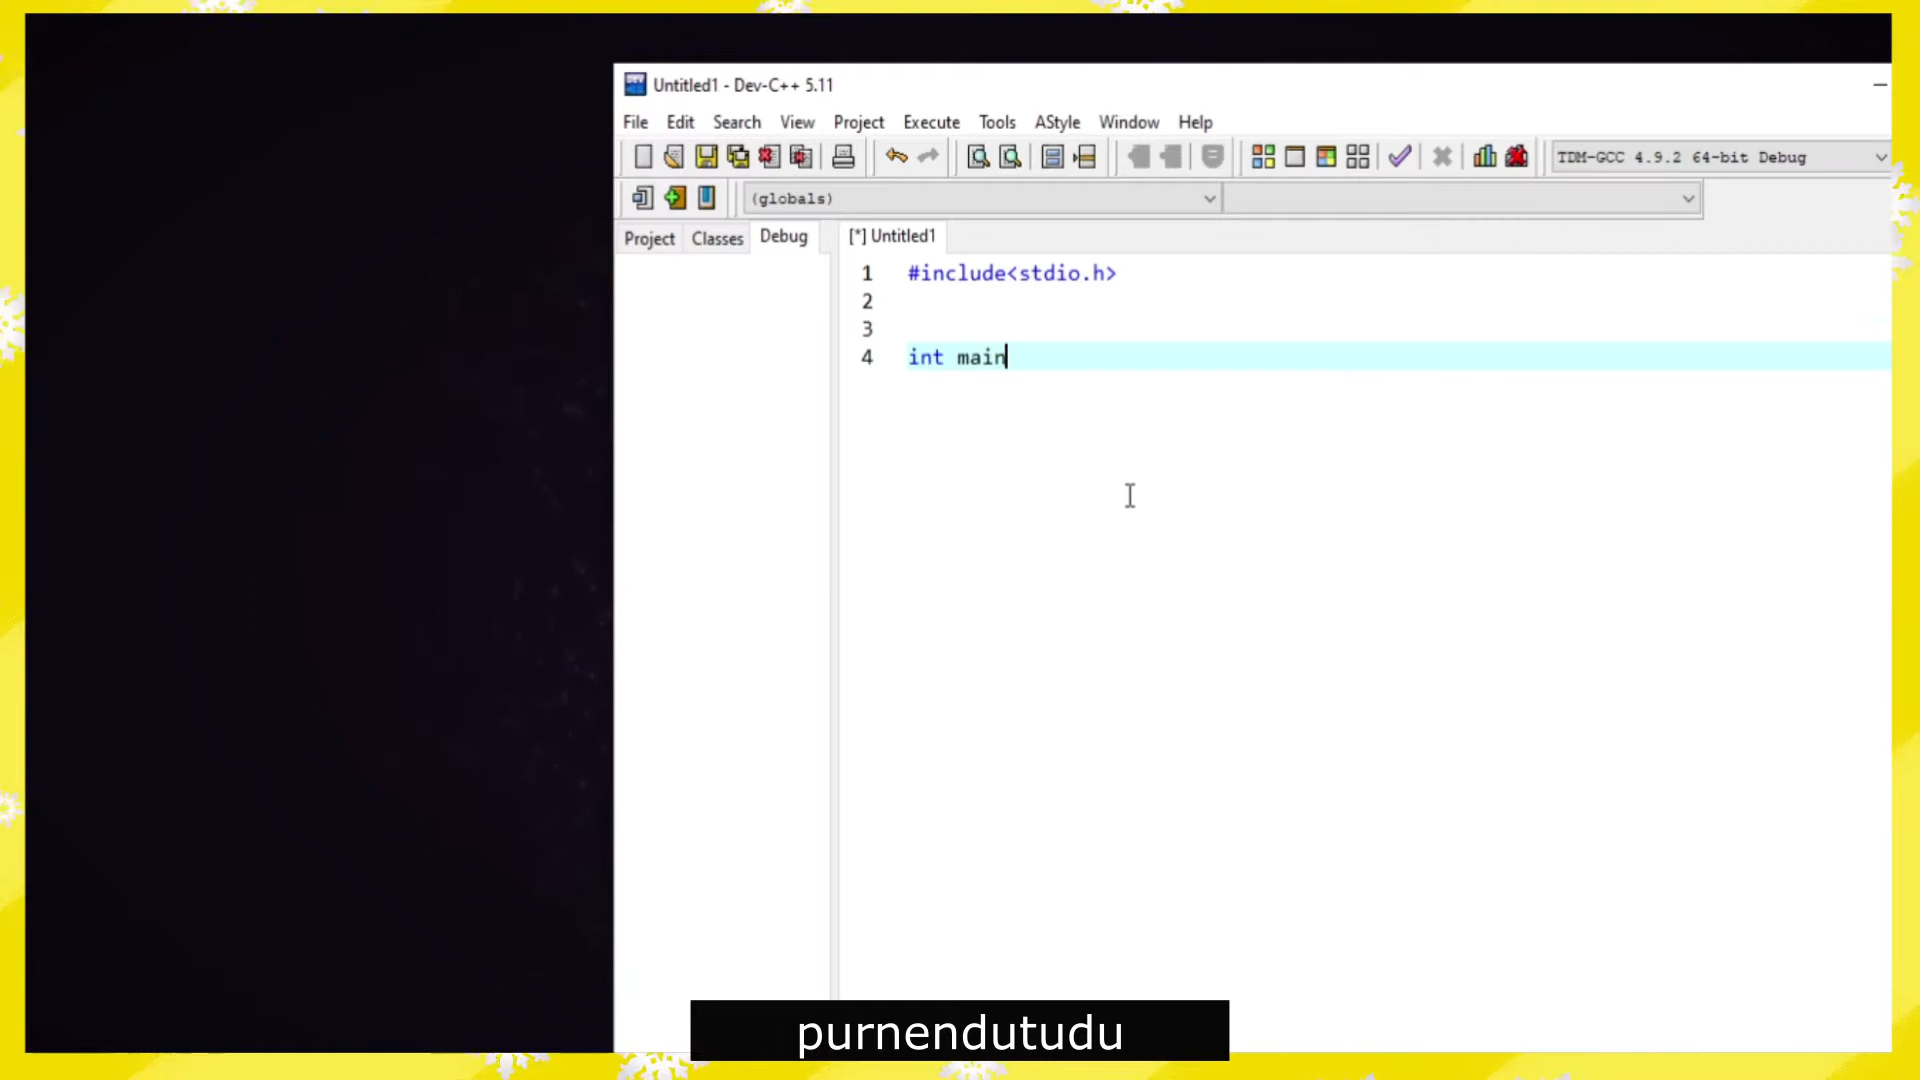 Untitled1 - Dev-C++ 5.11
File Edit Search View Project Execute Tools AStyle Window Help
TDM-GCC 4.9.2 64-bit Debug
(globals)
Project Classes Debug [*] Untitled1
1 #include<stdio.h>
2
3
4 int main
purnendutudu